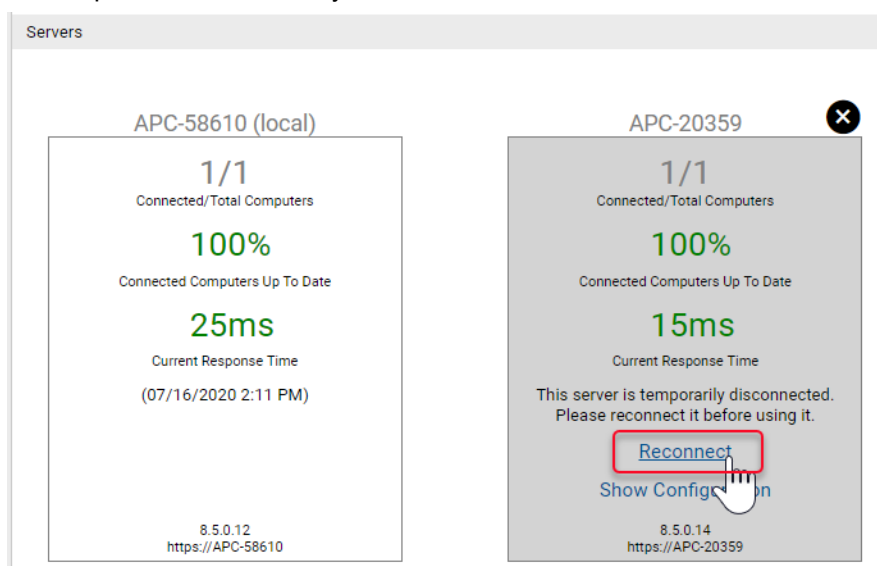 Servers
APC-58610 (local)
1/1
Connected/Total Computers
100%
Connected Computers Up To Date
25ms
Current Response Time
(07/16/2020 2:11 PM)
8.5.0.12
https://APC-58610
APC-20359
1/1
Connected/Total Computers
100%
Connected Computers Up To Date
15ms
Current Response Time
This server is temporarily disconnected.
Please reconnect it before using it.
Reconnect
Show
8.5.0.14
https://APC-20359